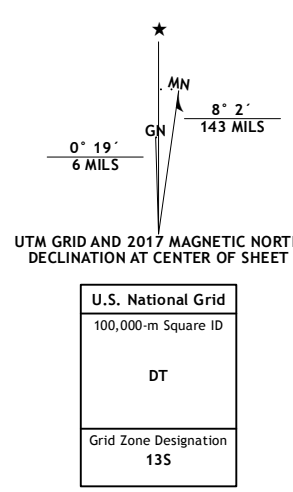 ★
MN
GN
8° 2´
143 MILS
0° 19´
6 MILS
UTM GRID AND 2017 MAGNETIC NORT
DECLINATION AT CENTER OF SHEET
U.S. National Grid
100,000-m Square ID
DT
Grid Zone Designation
13S